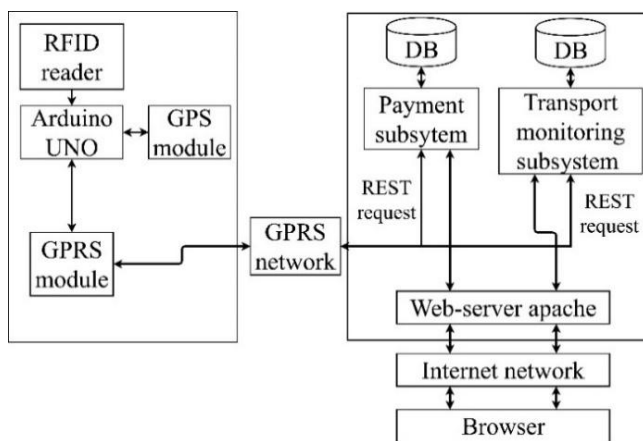 RFID
reader
Arduino
UNO
GPS
module
GPRS
module
GPRS
network
DB
DB
Payment
subsytem
Transport
monitoring
subsystem
REST
request
REST
request
Web-server apache
Internet network
Browser